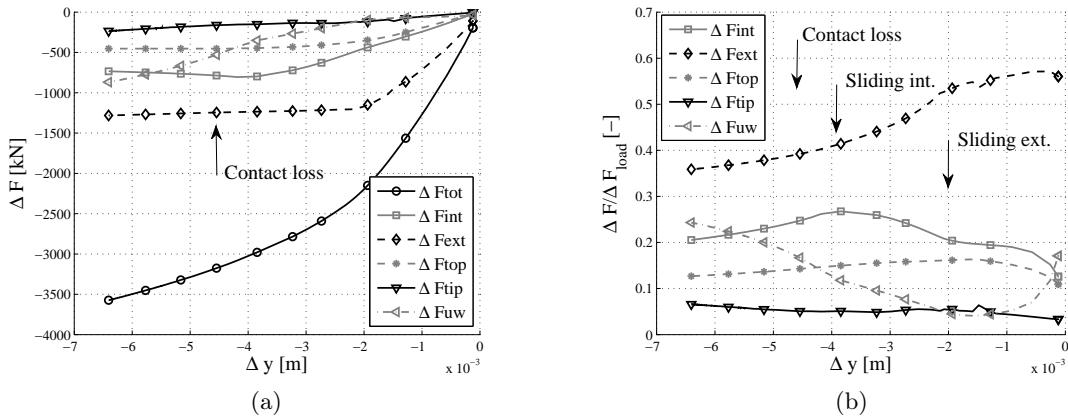 0
−500
−1000
−1500
−2000
−2500
−3000
−3500
−4000
Δ F [kN]
Contact loss
Δ Ftot
Δ Fint
Δ Fext
Δ Ftop
Δ Ftip
Δ Fuw
−7 −6 −5 −4 −3 −2 −1 0
Δ y [m]
x 10⁻³
(a)
0.7
0.6
0.5
0.4
0.3
0.2
0.1
0
Δ F/Δ F_load [−]
Δ Fint
Δ Fext
Δ Ftop
Δ Ftip
Δ Fuw
Contact loss
Sliding int.
Sliding ext.
−7 −6 −5 −4 −3 −2 −1 0
Δ y [m]
x 10⁻³
(b)